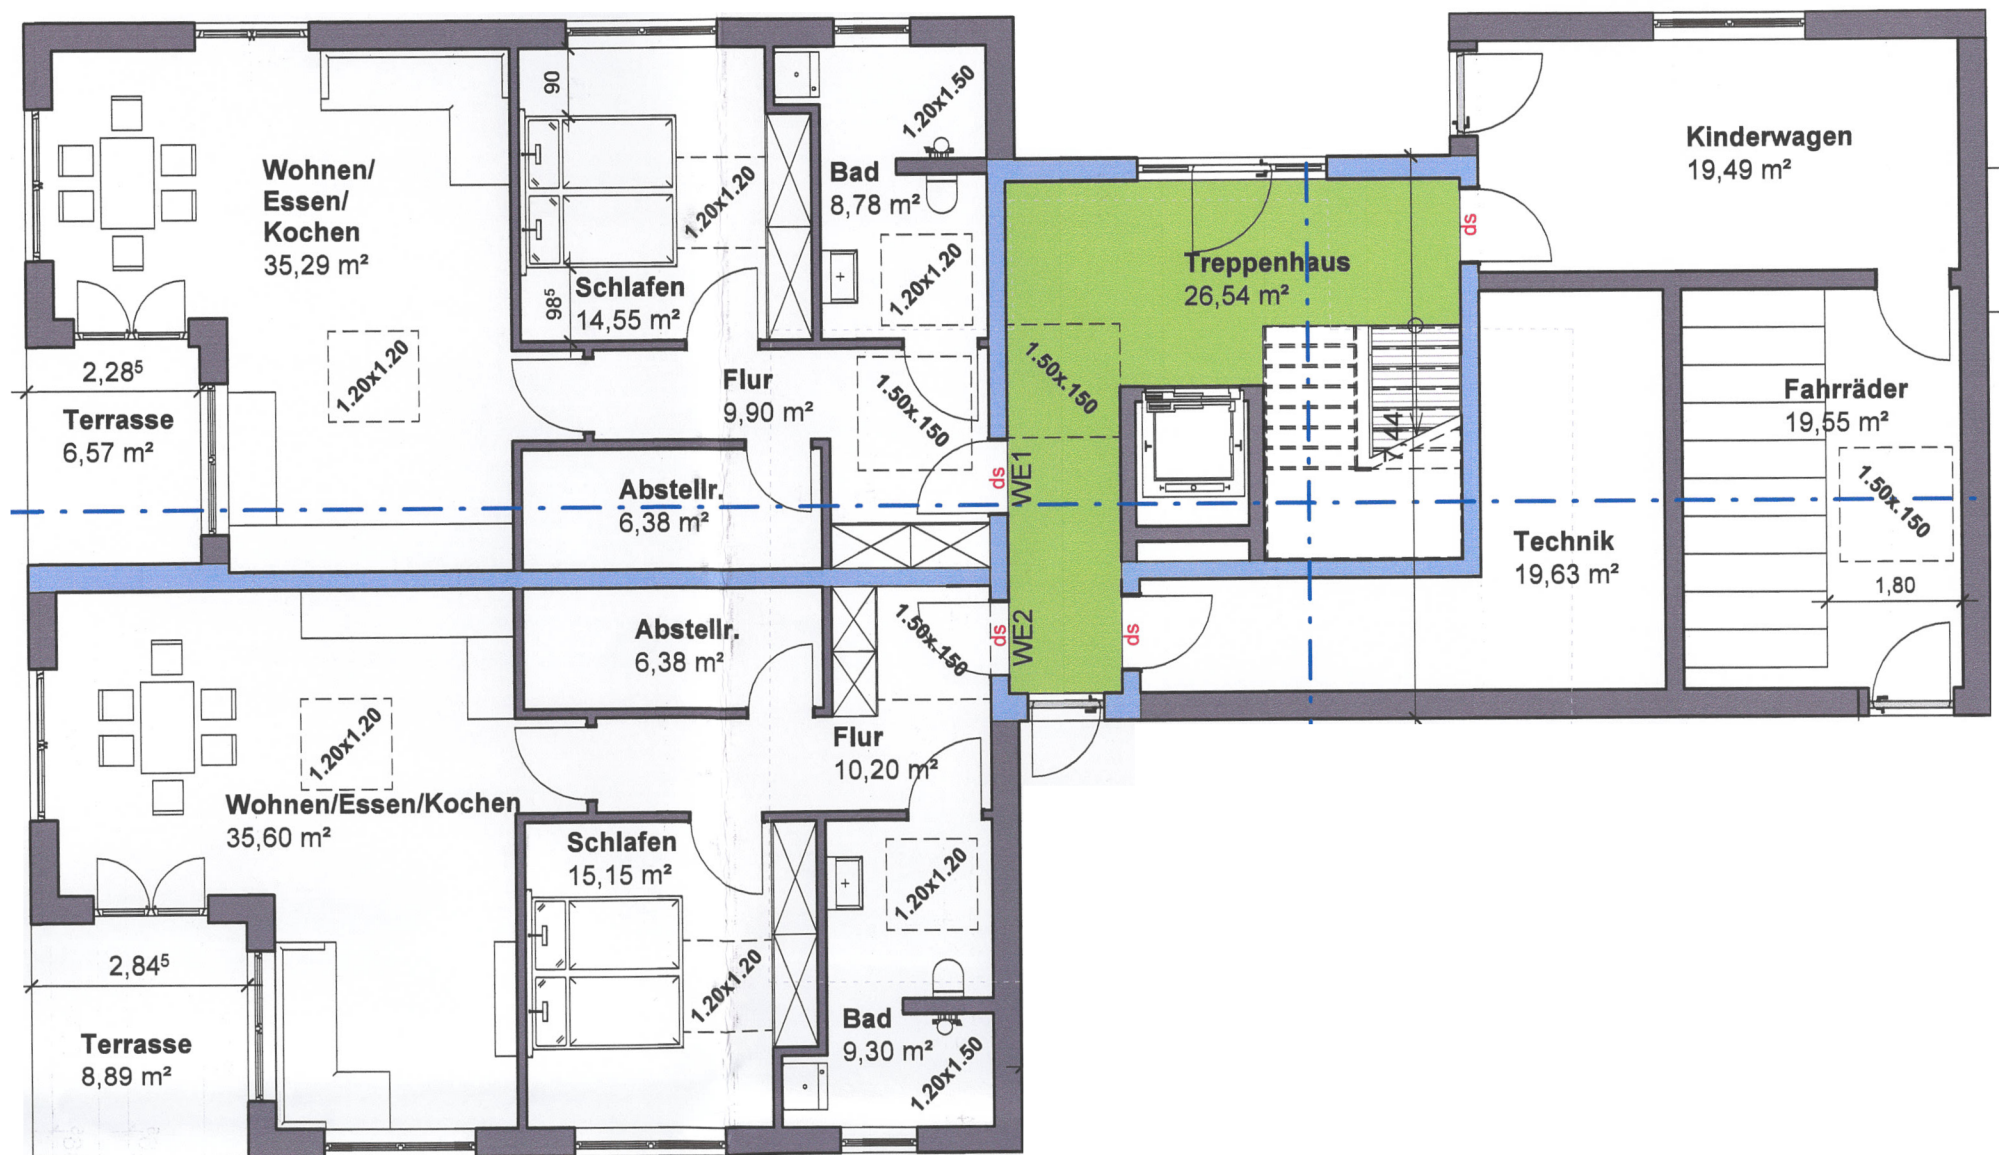 Wohnen/
Essen/
Kochen
35,29 m²
90
98⁵
Schlafen
14,55 m²
1.20x1.20
1.20x1.50
Bad
8,78 m²
1.20x1.20
Kinderwagen
19,49 m²
ds
Treppenhaus
26,54 m²
1.50x.150
7,44
1.20x1.20
2,28⁵
Terrasse
6,57 m²
Flur
9,90 m²
1.50x.150
ds
WE1
Abstellr.
6,38 m²
Fahrräder
19,55 m²
1.50x.150
1,80
Technik
19,63 m²
Abstellr.
6,38 m²
1.50x.150
ds
WE2
ds
1.20x1.20
Wohnen/Essen/Kochen
35,60 m²
Flur
10,20 m²
Schlafen
15,15 m²
1.20x1.20
1.20x1.20
2,84⁵
Terrasse
8,89 m²
Bad
9,30 m²
1.20x1.50